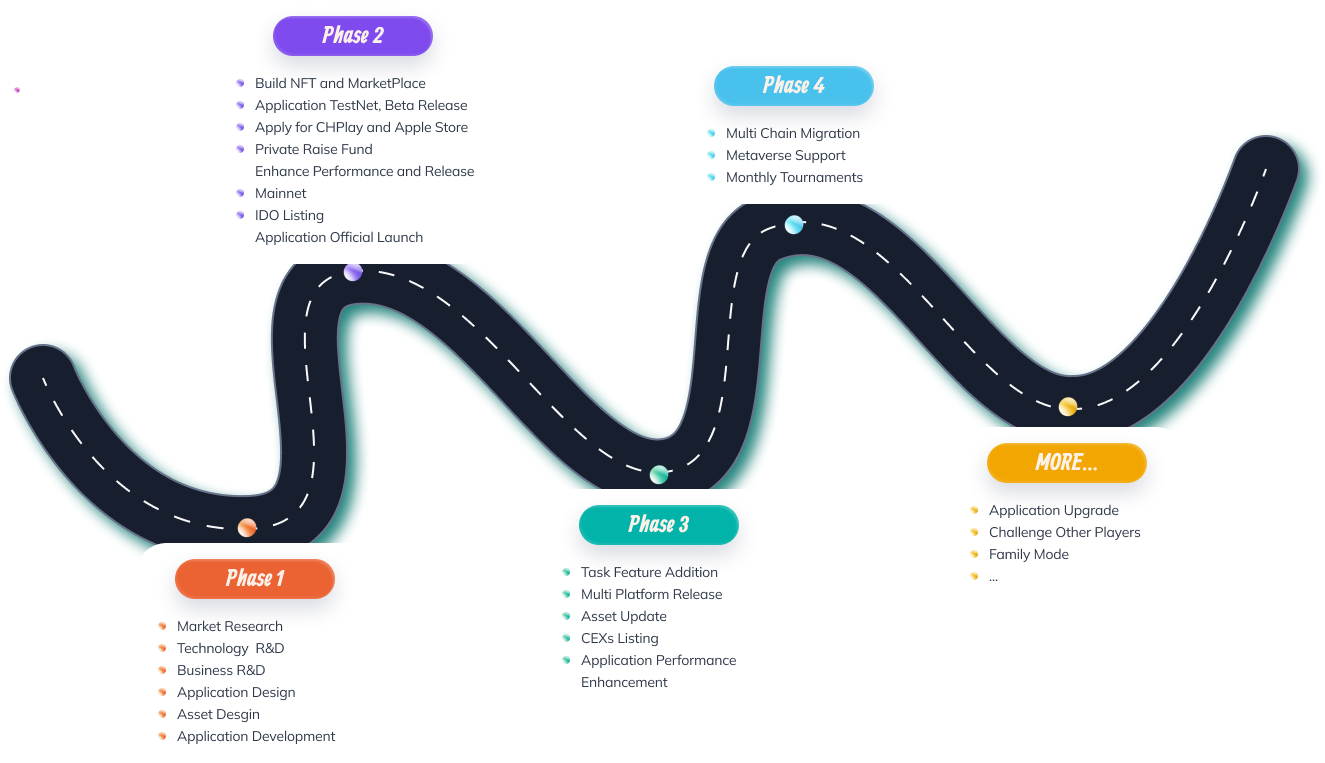 Phase 2
Build NFT and MarketPlace
Application TestNet, Beta Release
Apply for CHPlay and Apple Store
Private Raise Fund
Enhance Performance and Release
Mainnet
IDO Listing
Application Official Launch
Phase 4
Multi Chain Migration
Metaverse Support
Monthly Tournaments
Phase 1
Market Research
Technology R&D
Business R&D
Application Design
Asset Desgin
Application Development
Phase 3
Task Feature Addition
Multi Platform Release
Asset Update
CEXs Listing
Application Performance
Enhancement
MORE...
Application Upgrade
Challenge Other Players
Family Mode
...